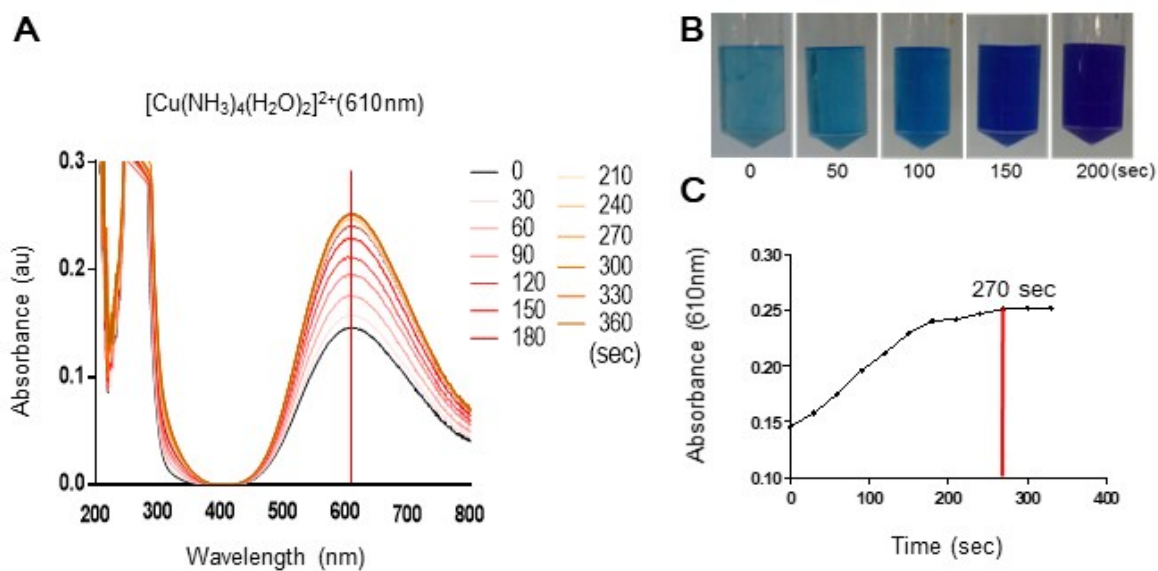 A
[Cu(NH₃)₄(H₂O)₂]²⁺(610nm)
Absorbance (au)
0.3
0.2
0.1
0.0
200 300 400 500 600 700 800
Wavelength (nm)
0
30
60
90
120
150
180
210
240
270
300
330
360
(sec)
B
0 50 100 150 200(sec)
C
Absorbance (610nm)
0.30
0.25
0.20
0.15
0.10
270 sec
0 100 200 300 400
Time (sec)